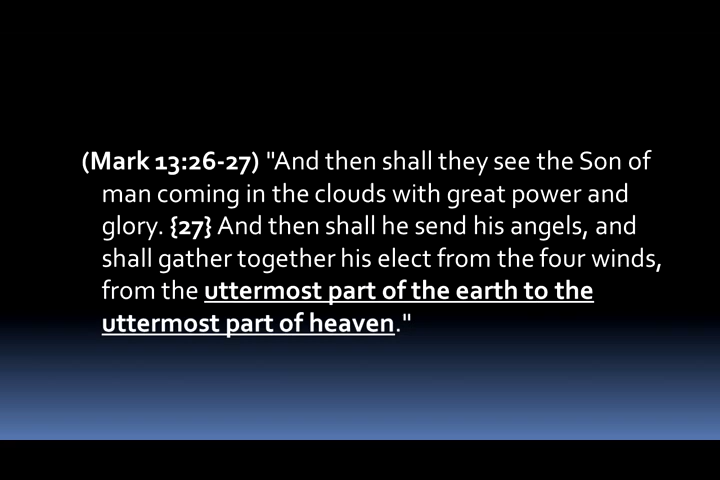 (Mark 13:26-27) "And then shall they see the Son of
man coming in the clouds with great power and
glory. {27} And then shall he send his angels, and
shall gather together his elect from the four winds,
from the uttermost part of the earth to the
uttermost part of heaven."